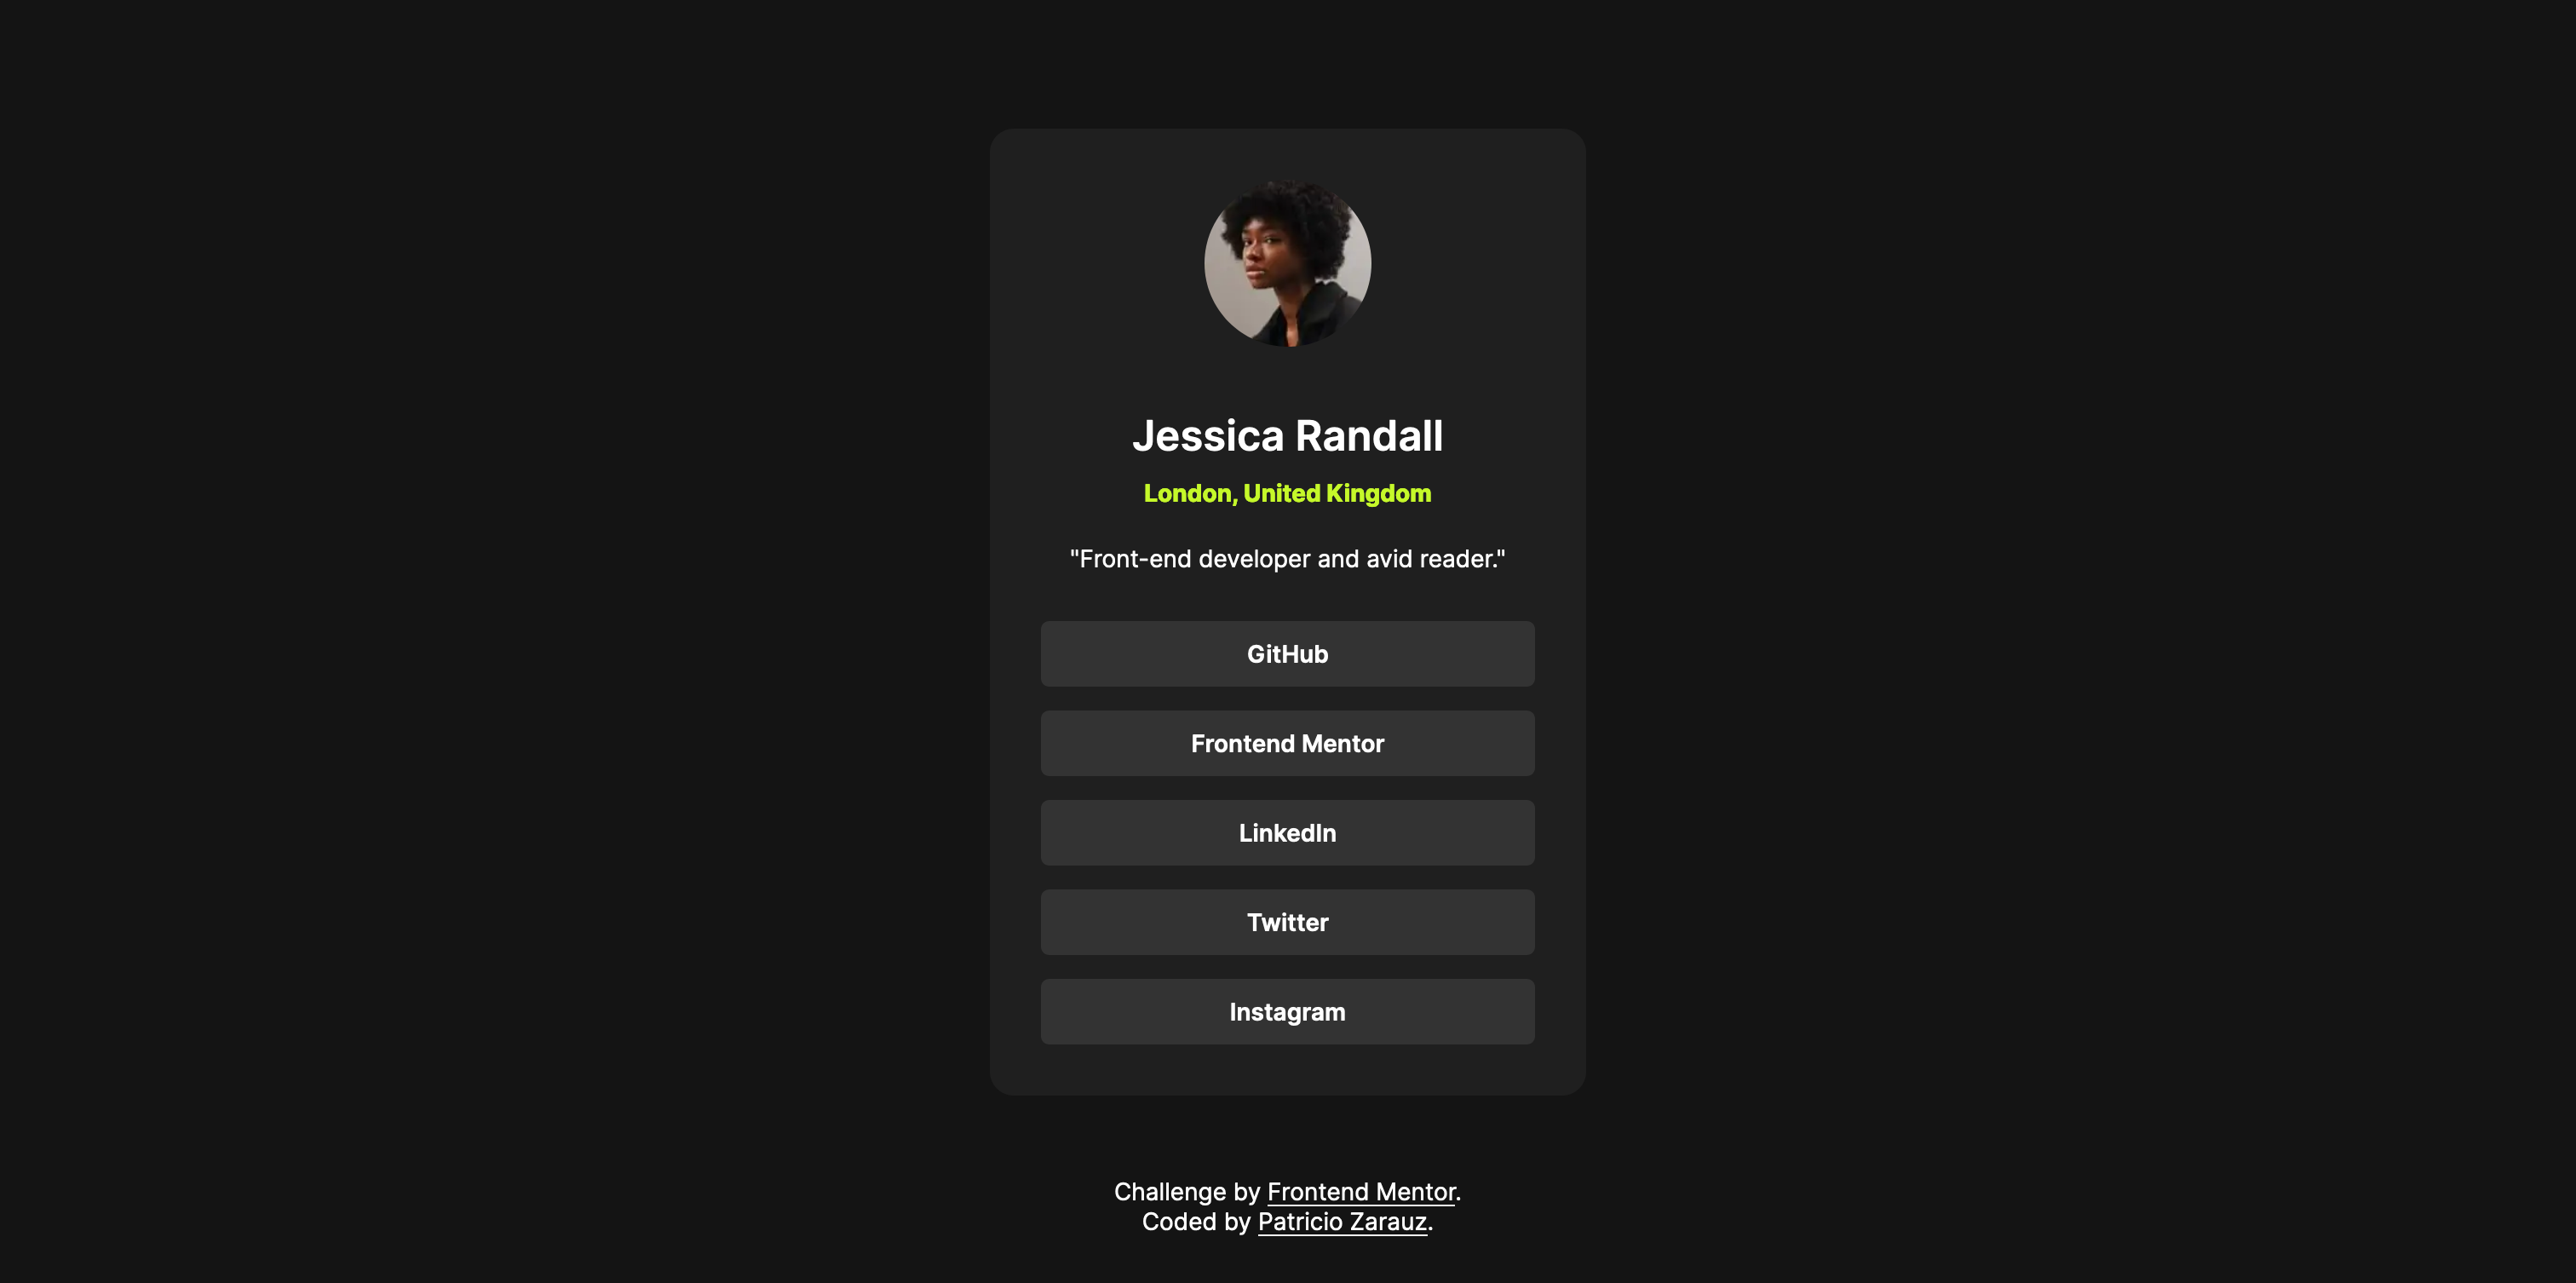 Jessica Randall
London, United Kingdom
"Front-end developer and avid reader."
GitHub
Frontend Mentor
LinkedIn
Twitter
Instagram
Challenge by Frontend Mentor.
Coded by Patricio Zarauz.